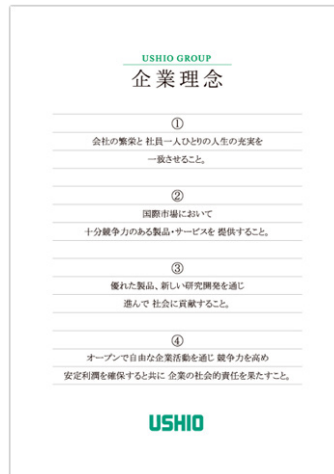 USHIO GROUP
企業理念
①
会社の繁栄と 社員一人ひとりの人生の充実を
一致させること。
②
国際市場において
十分競争力のある製品・サービスを 提供すること。
③
優れた製品、新しい研究開発を通じ
進んで 社会に貢献すること。
④
オープンで自由な企業活動を通じ 競争力を高め
安定利潤を確保すると共に 企業の社会的責任を果たすこと。
USHIO